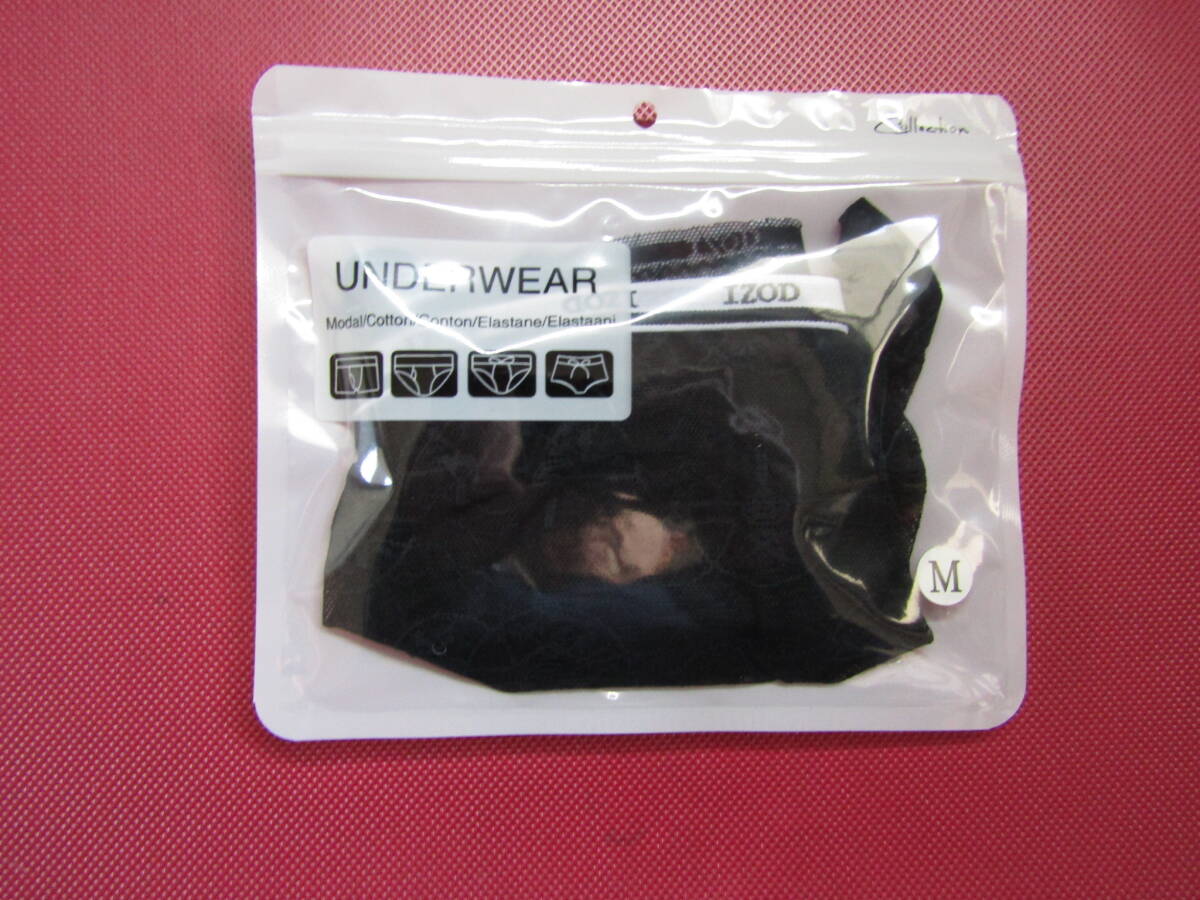 Collection
UNDERWEAR
Modal/Cotton/Conton/Elastane/Elastaani
IZOD
IZOD
M